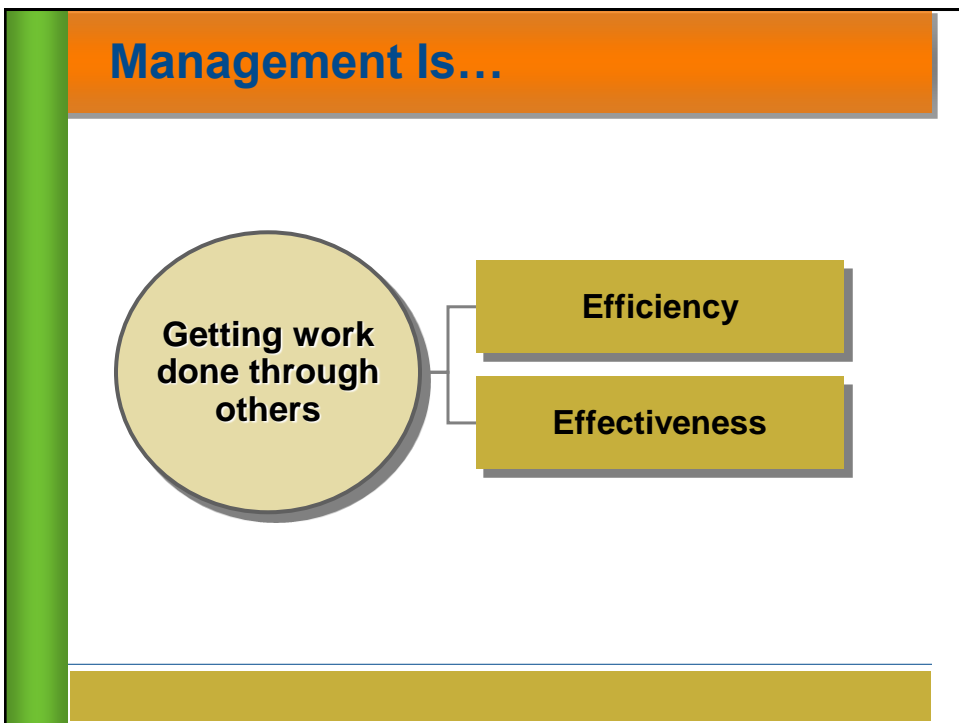 Management Is…
Getting work
done through
others
Efficiency
Effectiveness